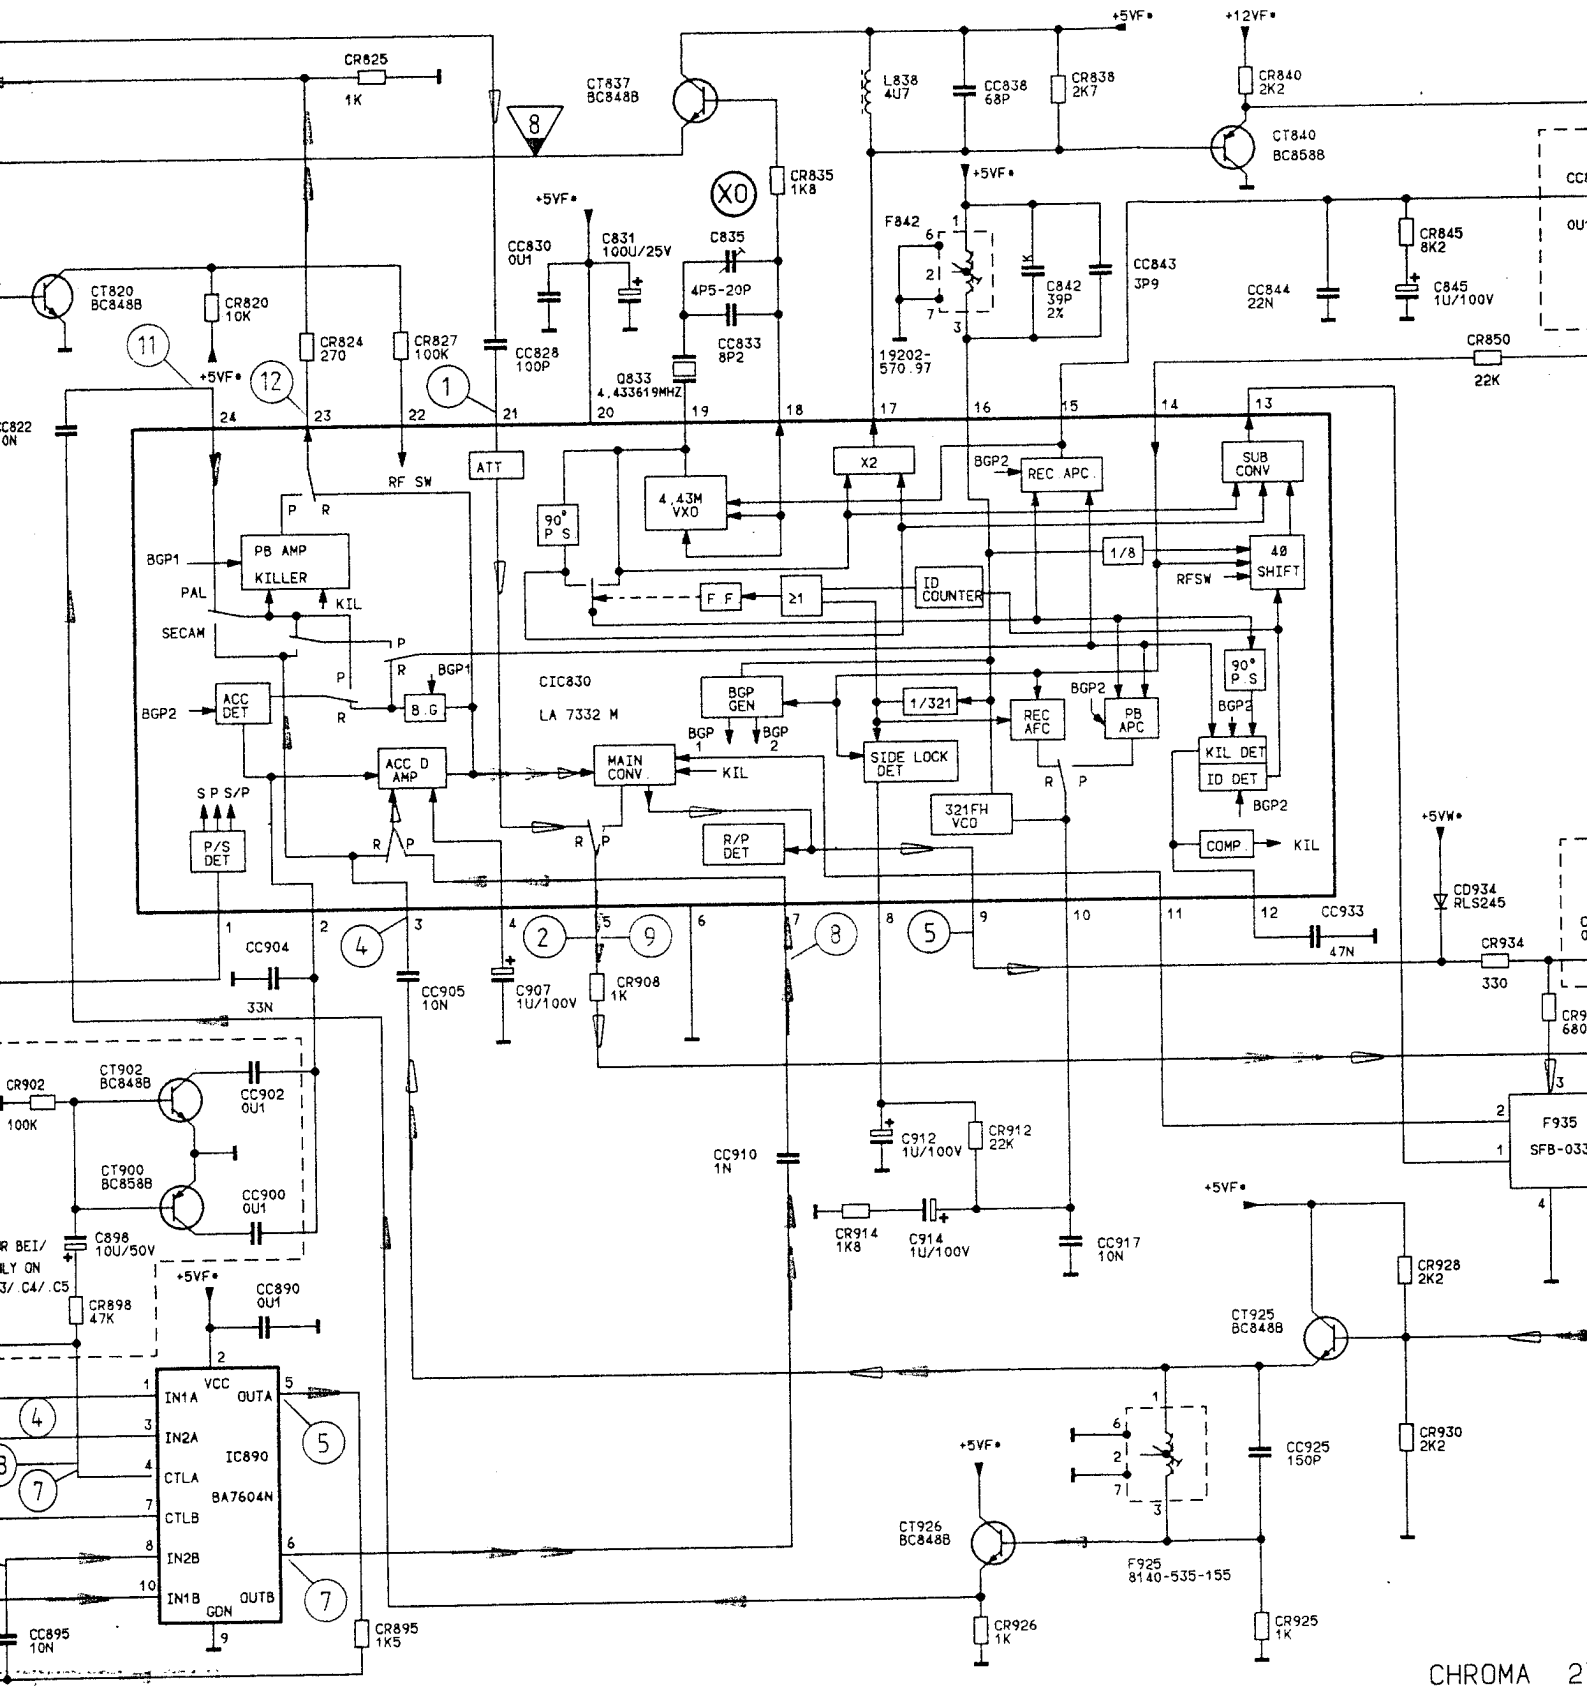 +5VF*
+12VF*
CR825
1K
CT837
BC848B
L838
4U7
CC838
68P
CR838
2K7
CR840
2K2
8
CT840
BC858B
XO
CR835
1K8
+5VF*
+5VF*
CC830
0U1
C831
100U/25V
C835
4P5-20P
F842
6
1
2
7
3
C842
39P
2%
K
CC843
3P9
CC844
22N
CR845
8K2
C845
1U/100V
CT820
BC848B
CR820
10K
CR824
270
CR827
100K
CC828
100P
CC833
8P2
Q833
4,433619MHZ
19202-
570.97
CR850
22K
11
+5VF*
12
1
24
23
22
21
20
19
18
17
16
15
14
13
ATT
RF SW
P R
90°
P S
4,43M
VXO
X2
BGP2
REC.APC.
SUB
CONV
BGP1
PB AMP
KILLER
1/8
4Ø
SHIFT
RFSW
PAL
KIL
SECAM
F F
≥1
ID
COUNTER
P
R
BGP1
P
R
ACC
DET
BGP2
B.G
CIC830
LA 7332 M
BGP
GEN
BGP
1
BGP
2
1/321
REC
AFC
BGP2
PB
APC
90°
P.S
BGP2
KIL DET
ID DET
BGP2
ACC D
AMP
MAIN
CONV.
KIL
SIDE LOCK
DET
R P
S P S/P
P/S
DET
R P
R P
R/P
DET
321FH
VCO
COMP.
KIL
+5VW*
CD934
RLS245
1
2
3
4
5
6
7
8
9
10
11
12
4
2
9
8
5
CC933
47N
CR934
330
CC904
33N
CC905
10N
C907
1U/100V
CR908
1K
CR902
100K
CT902
BC848B
CC902
0U1
CT900
BC858B
CC900
0U1
C898
10U/50V
CR898
47K
+5VF*
CC890
0U1
CC910
1N
C912
1U/100V
CR912
22K
CR914
1K8
C914
1U/100V
CC917
10N
3
2
1
4
F935
+5VF*
CR928
2K2
CT925
BC848B
CR930
2K2
2
VCC
1 IN1A OUTA 5
3 IN2A
IC890
4 CTLA
BA7604N
7 CTLB
8 IN2B 6
10 IN1B OUTB
GDN
9
4
5
7
7
CR895
1K5
CC895
10N
+5VF*
CT926
BC848B
CR926
1K
1
6
2
7
3
F925
8140-535-155
CC925
150P
CR925
1K
CHROMA